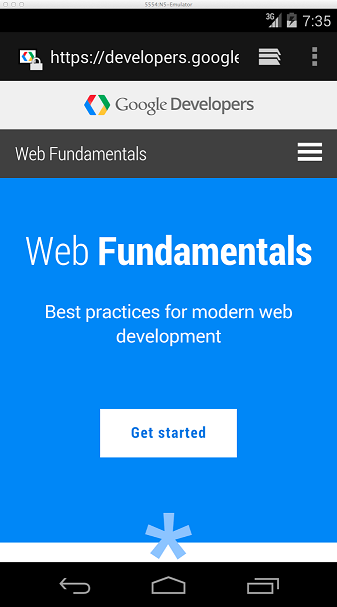 5554:N5-Emulator
3G 7:35
https://developers.google
Google Developers
Web Fundamentals
Web Fundamentals
Best practices for modern web
development
Get started